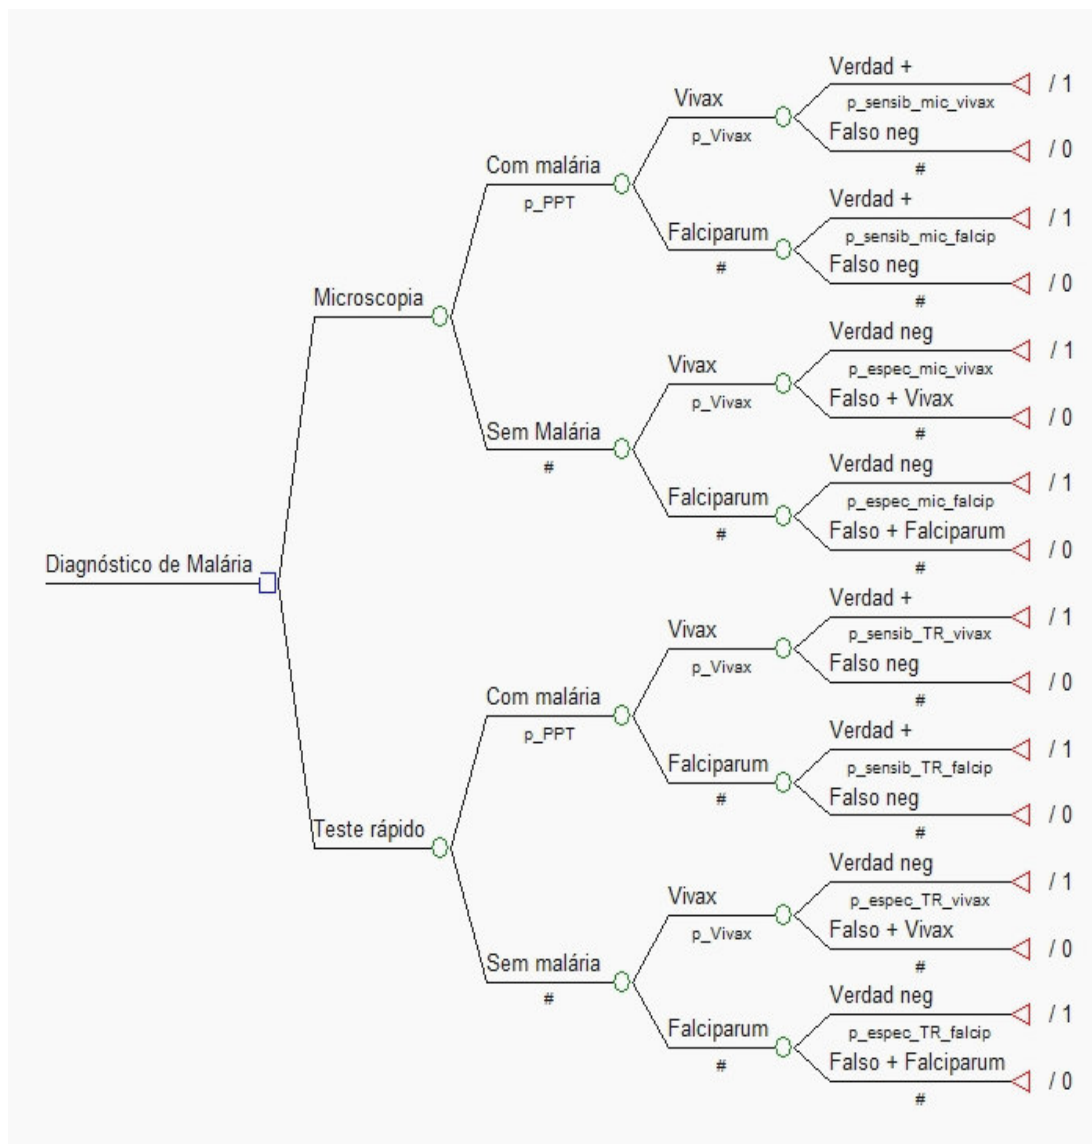 Verdad +
/ 1
Vivax
p_sensib_mic_vivax
p_Vivax
Falso neg
/ 0
#
Com malária
p_PPT
Verdad +
/ 1
Falciparum
p_sensib_mic_falcip
#
Falso neg
/ 0
#
Microscopia
Verdad neg
/ 1
Vivax
p_espec_mic_vivax
p_Vivax
Falso + Vivax
/ 0
#
Sem Malária
#
Verdad neg
/ 1
Falciparum
p_espec_mic_falcip
#
Falso + Falciparum
/ 0
#
Diagnóstico de Malária
Verdad +
/ 1
Vivax
p_sensib_TR_vivax
p_Vivax
Falso neg
/ 0
#
Com malária
p_PPT
Verdad +
/ 1
Falciparum
p_sensib_TR_falcip
#
Falso neg
/ 0
#
Teste rápido
Verdad neg
/ 1
Vivax
p_espec_TR_vivax
p_Vivax
Falso + Vivax
/ 0
#
Sem malária
#
Verdad neg
/ 1
Falciparum
p_espec_TR_falcip
#
Falso + Falciparum
/ 0
#